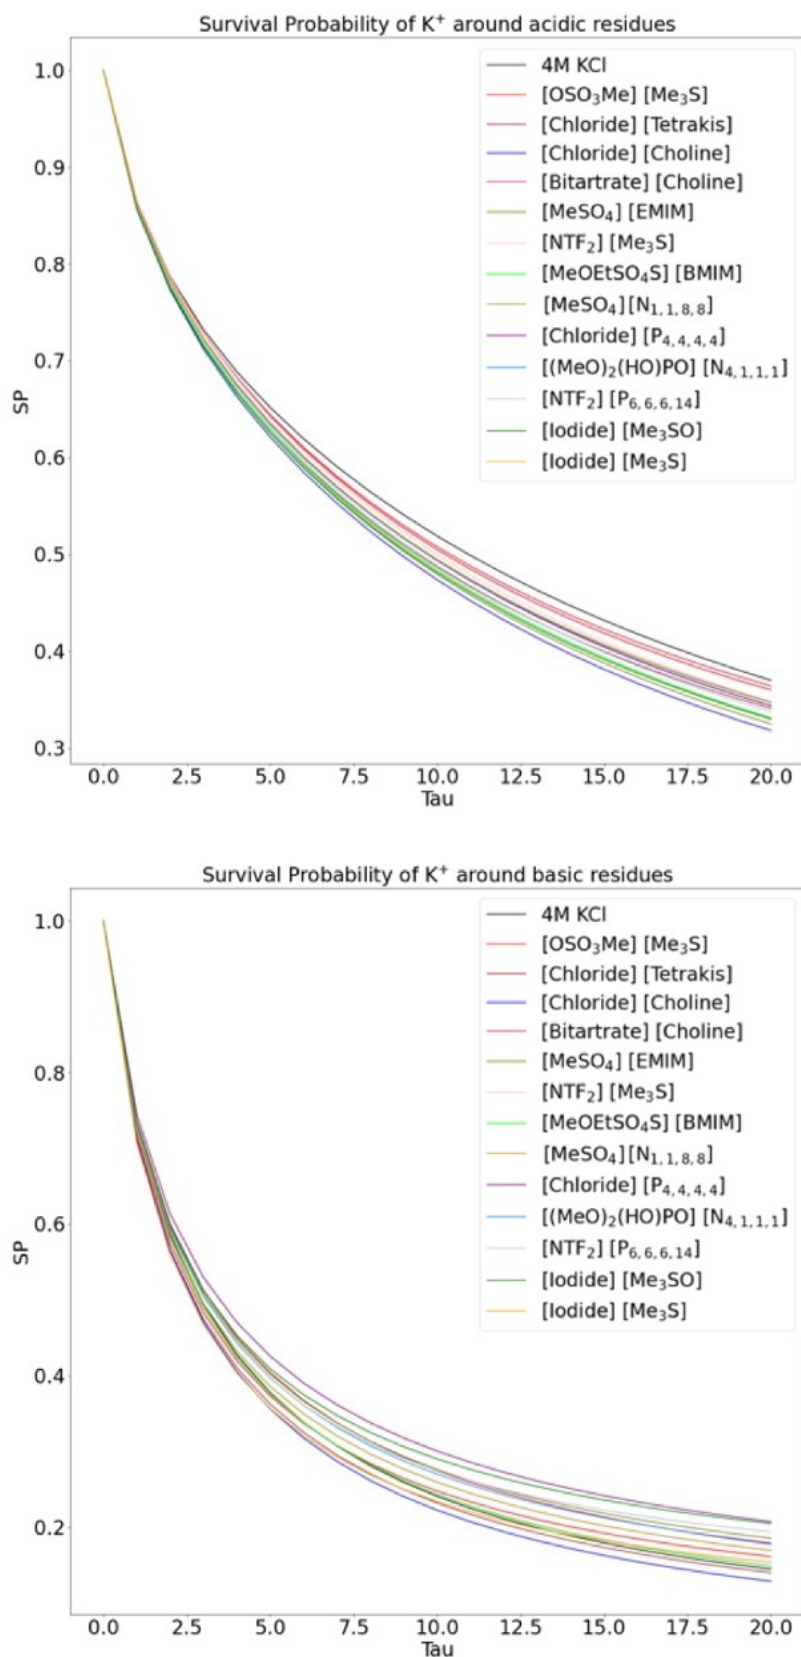 Survival Probability of K⁺ around acidic residues
1.0
0.9
0.8
0.7
0.6
0.5
0.4
0.3
SP
4M KCl
[OSO₃Me] [Me₃S]
[Chloride] [Tetrakis]
[Chloride] [Choline]
[Bitartrate] [Choline]
[MeSO₄] [EMIM]
[NTF₂] [Me₃S]
[MeOEtSO₄S] [BMIM]
[MeSO₄][N₁,₁,₈,₈]
[Chloride] [P₄,₄,₄,₄]
[(MeO)₂(HO)PO] [N₄,₁,₁,₁]
[NTF₂] [P₆,₆,₆,₁₄]
[Iodide] [Me₃SO]
[Iodide] [Me₃S]
0.0 2.5 5.0 7.5 10.0 12.5 15.0 17.5 20.0
Tau
Survival Probability of K⁺ around basic residues
1.0
0.8
0.6
0.4
0.2
SP
4M KCl
[OSO₃Me] [Me₃S]
[Chloride] [Tetrakis]
[Chloride] [Choline]
[Bitartrate] [Choline]
[MeSO₄] [EMIM]
[NTF₂] [Me₃S]
[MeOEtSO₄S] [BMIM]
[MeSO₄][N₁,₁,₈,₈]
[Chloride] [P₄,₄,₄,₄]
[(MeO)₂(HO)PO] [N₄,₁,₁,₁]
[NTF₂] [P₆,₆,₆,₁₄]
[Iodide] [Me₃SO]
[Iodide] [Me₃S]
0.0 2.5 5.0 7.5 10.0 12.5 15.0 17.5 20.0
Tau